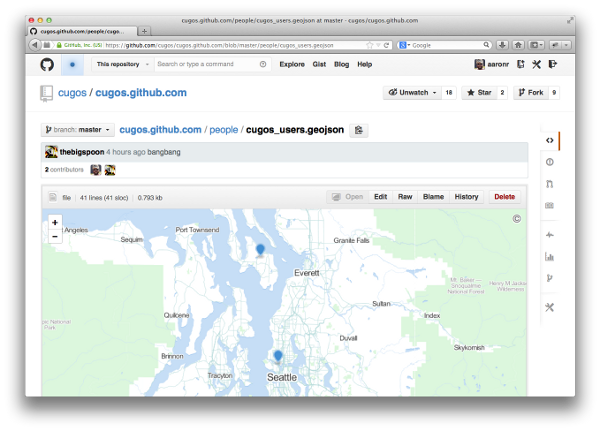 cugos.github.com/people/cugos_users.geojson at master · cugos/cugos.github.com
cugos.github.com/people/cu...
GitHub, Inc. (US) https://github.com/cugos/cugos.github.com/blob/master/people/cugos_users.geojson
Google
This repository Search or type a command Explore Gist Blog Help aaronr
cugos / cugos.github.com
Unwatch 18 Star 2 Fork 9
branch: master cugos.github.com / people / cugos_users.geojson
thebigspoon 4 hours ago bangbang
2 contributors
file 41 lines (41 sloc) 0.793 kb Open Edit Raw Blame History Delete
+
−
©
Angeles
Sequim
Port Townsend
Granite Falls
Everett
Mt. Baker —
Snoqualmie
National Forest
Henry M Jacks
Wilderness
Sultan
Quilcene
Index
pic National
Park
Duvall
Skykomish
Brinnon
Tracyton
Seattle